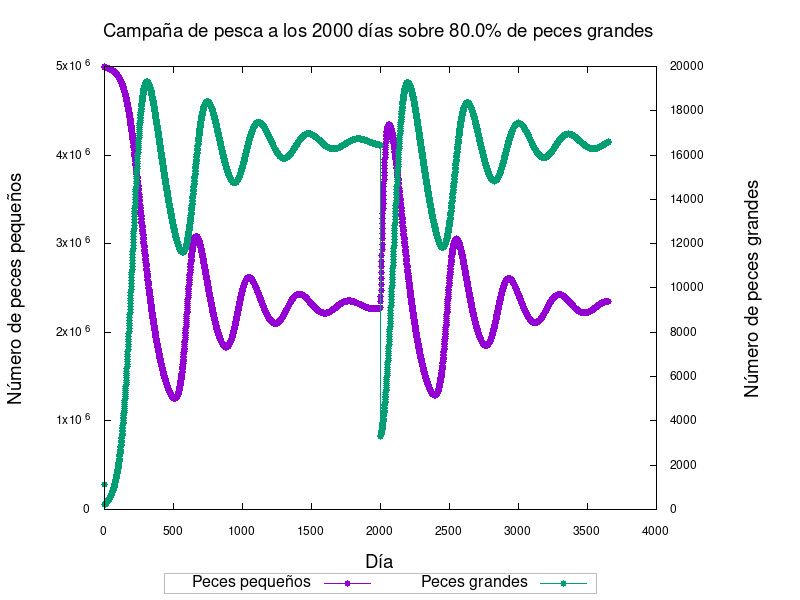 Campaña de pesca a los 2000 días sobre 80.0% de peces grandes
5x10 6
4x10 6
3x10 6
2x10 6
1x10 6
0
Número de peces pequeños
20000
18000
16000
14000
12000
10000
8000
6000
4000
2000
0
Número de peces grandes
0 500 1000 1500 2000 2500 3000 3500 4000
Día
Peces pequeños Peces grandes